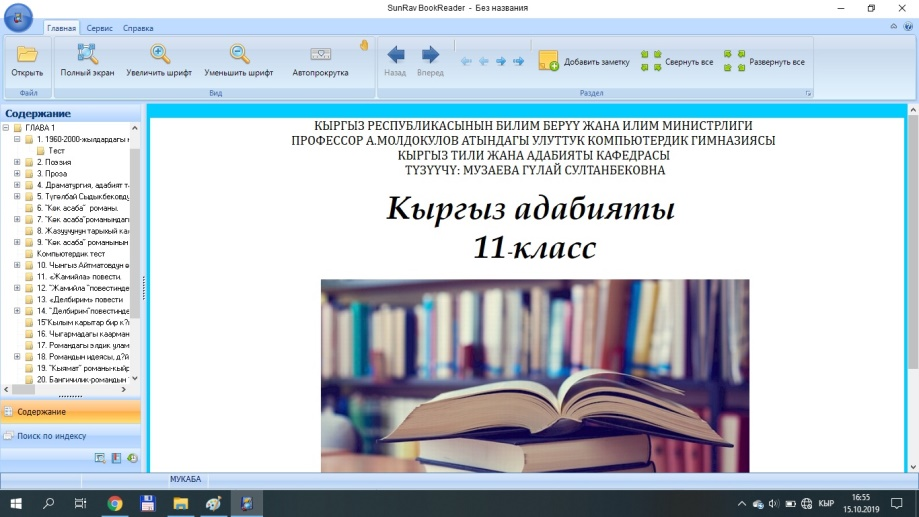 SunRav BookReader - Без названия
Главная Сервис Справка
Открыть
Полный экран
Увеличить шрифт
Уменьшить шрифт
Автопрокрутка
Назад
Вперед
Добавить заметку
Свернуть все
Развернуть все
Файл
Вид
Раздел
Содержание
ГЛАВА 1
1. 1960-2000-жылдардагы
Тест
2. Поэзия
3. Проза
4. Драматургия, адабият
5. Түгөлбай Сыдыкбековду
6. "Көк асаба" романы.
7. "Көк асаба"романындаг
8. Жазуучунун тарыхый ка
9. "Көк асаба" романынын
Компьютердик тест
10. Чынгыз Айтматовдун
11. «Жамийла» повести.
12. "Жамийла "повестинде
13. «Делбирим» повести
14. "Делбирим"повестинде
15"Кылым карытар бир к?
16. Чыгармадагы каарман
17. Романдагы элдик улам
18. Романдын идеясы, д?й
19. "Кыямат" романы-кыйр
20. Бангичилик-романдын
Содержание
Поиск по индексу
КЫРГЫЗ РЕСПУБЛИКАСЫНЫН БИЛИМ БЕРҮҮ ЖАНА ИЛИМ МИНИСТРЛИГИ
ПРОФЕССОР А.МОЛДОКУЛОВ АТЫНДАГЫ УЛУТТУК КОМПЬЮТЕРДИК ГИМНАЗИЯСЫ
КЫРГЫЗ ТИЛИ ЖАНА АДАБИЯТЫ КАФЕДРАСЫ
ТҮЗҮҮЧҮ: МУЗАЕВА ГҮЛАЙ СУЛТАНБЕКОВНА
Кыргыз адабияты
11-класс
МУКАБА
КЫР
16:55
15.10.2019